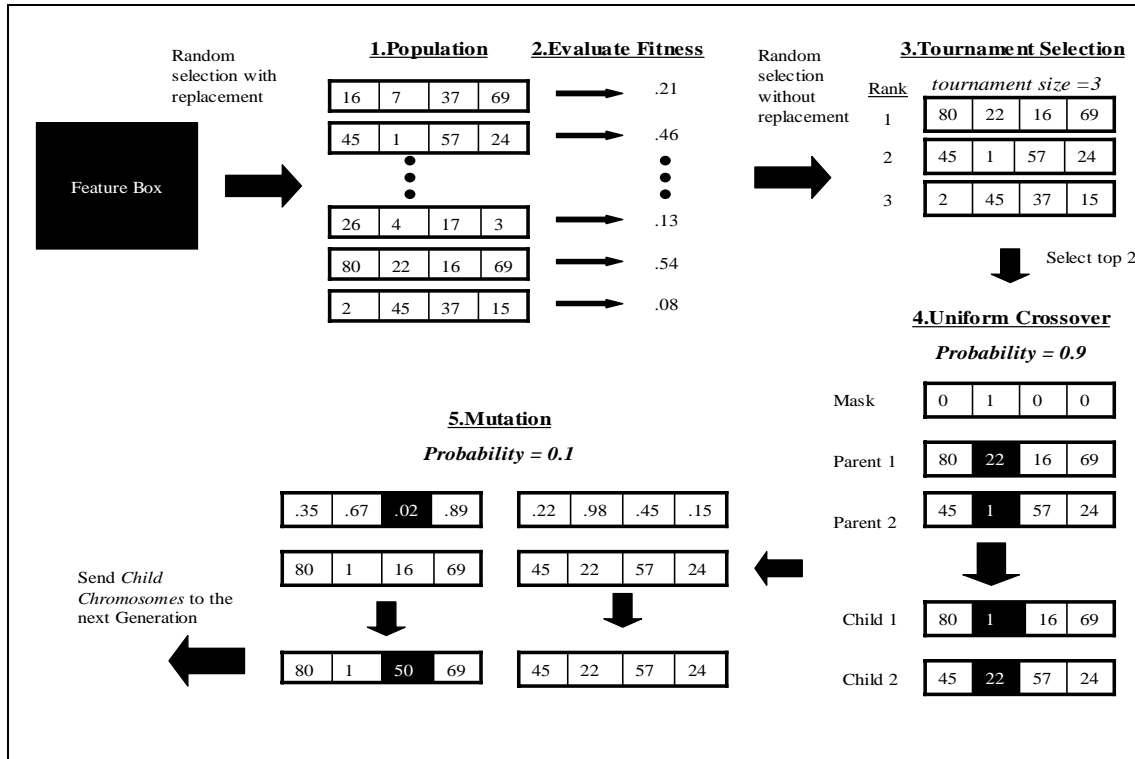 1.Population
2.Evaluate Fitness
3.Tournament Selection
Random
selection with
replacement
Feature Box
16 7 37 69
.21
45 1 57 24
.46
26 4 17 3
.13
80 22 16 69
.54
2 45 37 15
.08
Random
selection
without
replacement
Rank
tournament size =3
1
80 22 16 69
2
45 1 57 24
3
2 45 37 15
Select top 2
4.Uniform Crossover
Probability = 0.9
Mask
0 1 0 0
Parent 1
80 22 16 69
Parent 2
45 1 57 24
Child 1
80 1 16 69
Child 2
45 22 57 24
5.Mutation
Probability = 0.1
.35 .67 .02 .89
.22 .98 .45 .15
80 1 16 69
45 22 57 24
80 1 50 69
45 22 57 24
Send Child
Chromosomes to the
next Generation